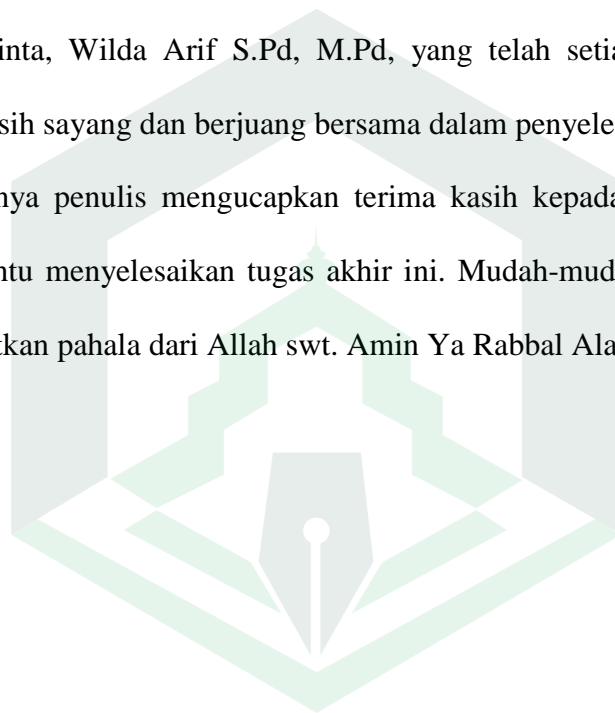 inta, Wilda Arif S.Pd, M.Pd, yang telah setia
sih sayang dan berjuang bersama dalam penyele
nya penulis mengucapkan terima kasih kepada
ntu menyelesaikan tugas akhir ini. Mudah-mud
tkan pahala dari Allah swt. Amin Ya Rabbal Ala